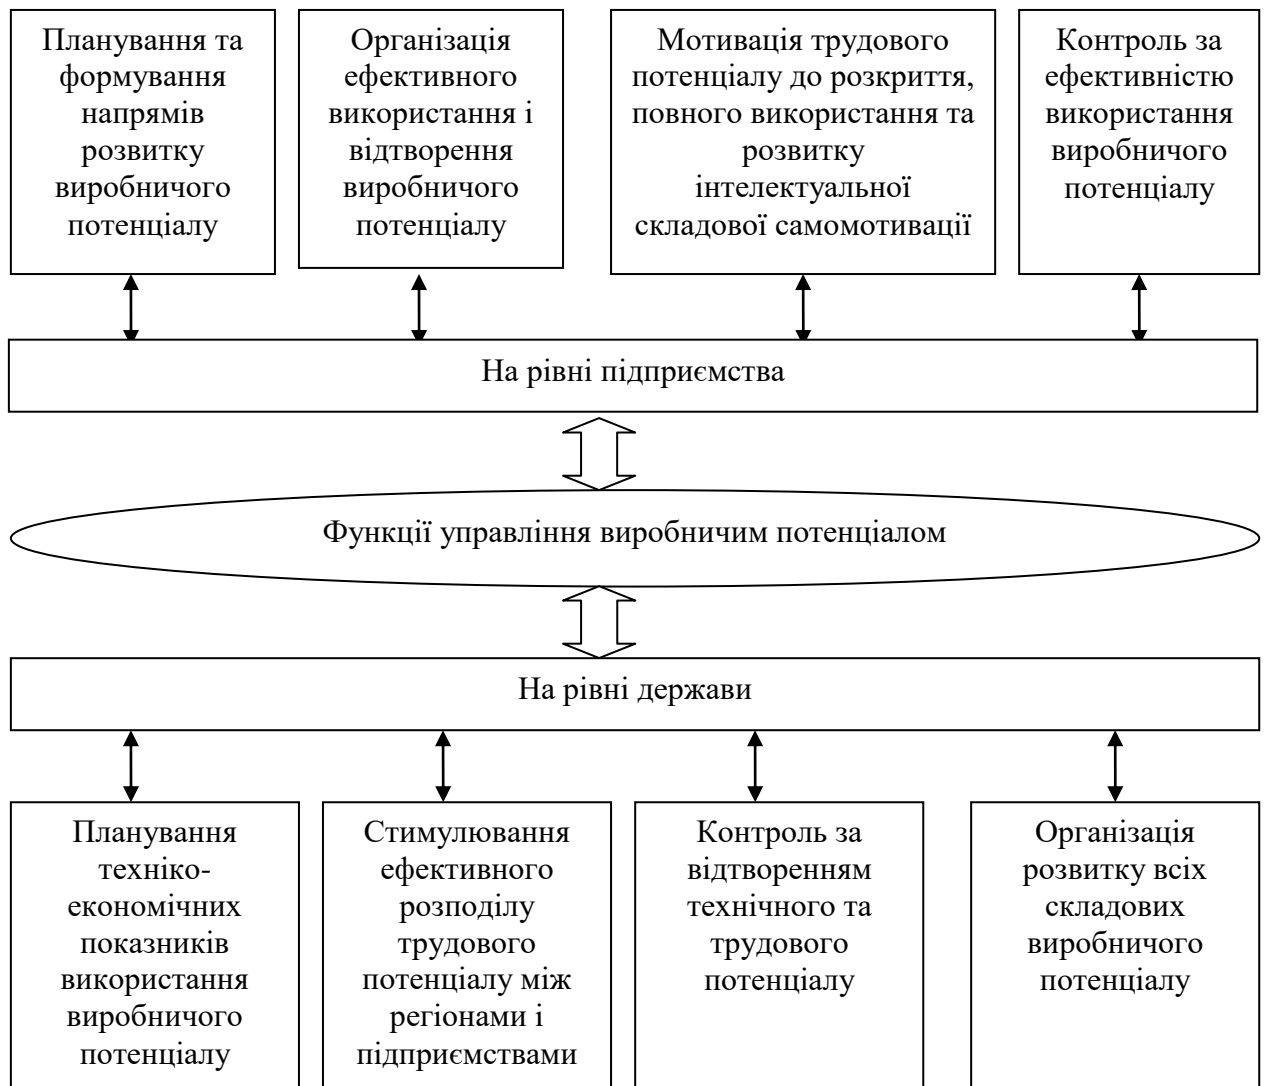 Планування та
формування
напрямів
розвитку
виробничого
потенціалу
Організація
ефективного
використання і
відтворення
виробничого
потенціалу
Мотивація трудового
потенціалу до розкриття,
повного використання та
розвитку
інтелектуальної
складової самомотивації
Контроль за
ефективністю
використання
виробничого
потенціалу
На рівні підприємства
Функції управління виробничим потенціалом
На рівні держави
Планування
техніко-
економічних
показників
використання
виробничого
потенціалу
Стимулювання
ефективного
розподілу
трудового
потенціалу між
регіонами і
підприємствами
Контроль за
відтворенням
технічного та
трудового
потенціалу
Організація
розвитку всіх
складових
виробничого
потенціалу